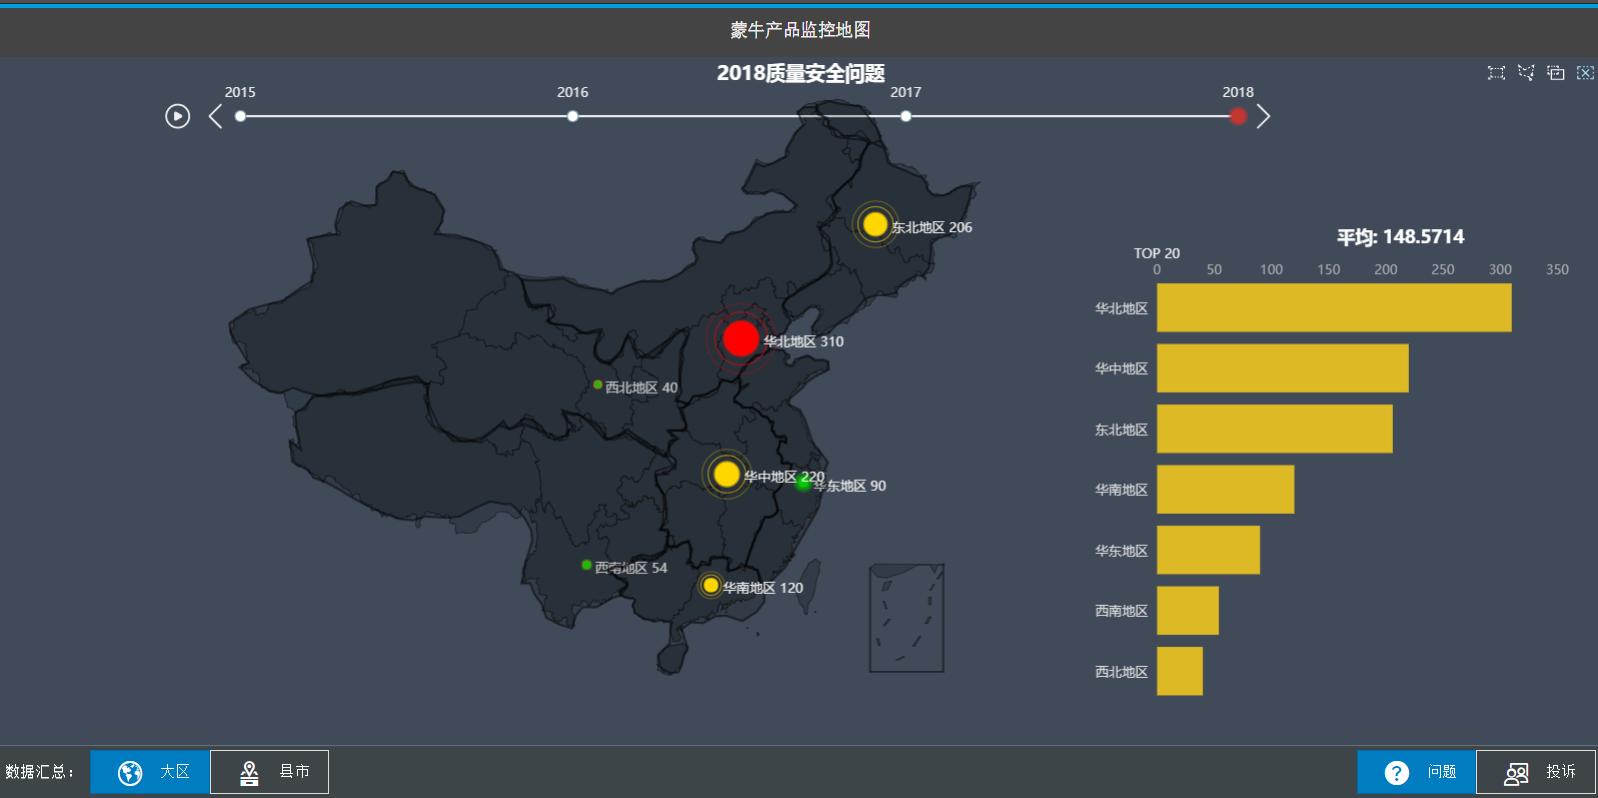 蒙牛产品监控地图
2018质量安全问题
2015
2016
2017
2018
东北地区 206
华北地区 310
西北地区 40
华中地区 220
华东地区 90
西南地区 54
华南地区 120
平均: 148.5714
TOP 20
0 50 100 150 200 250 300 350
华北地区
华中地区
东北地区
华南地区
华东地区
西南地区
西北地区
数据汇总：
大区
县市
问题
投诉